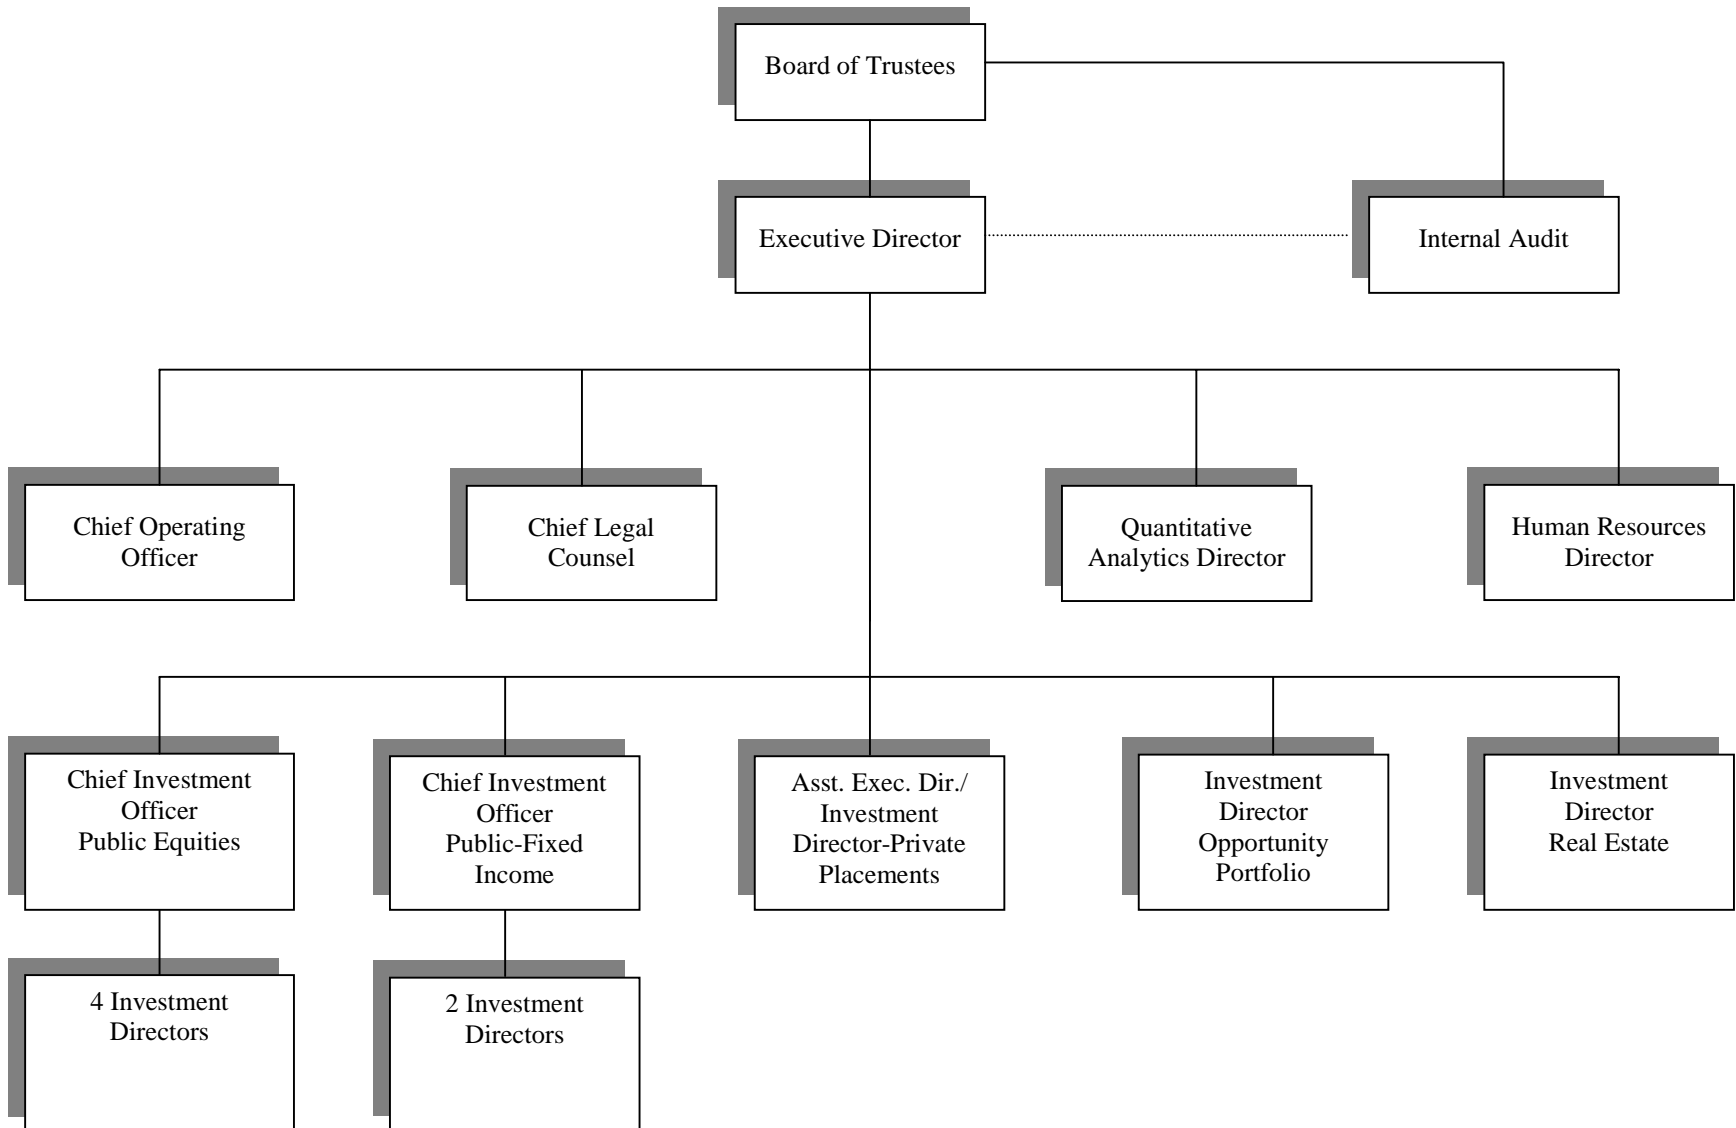 Board of Trustees
Executive Director
Internal Audit
Chief Operating
Officer
Chief Legal
Counsel
Quantitative
Analytics Director
Human Resources
Director
Chief Investment
Officer
Public Equities
Chief Investment
Officer
Public-Fixed
Income
Asst. Exec. Dir./
Investment
Director-Private
Placements
Investment
Director
Opportunity
Portfolio
Investment
Director
Real Estate
4 Investment
Directors
2 Investment
Directors